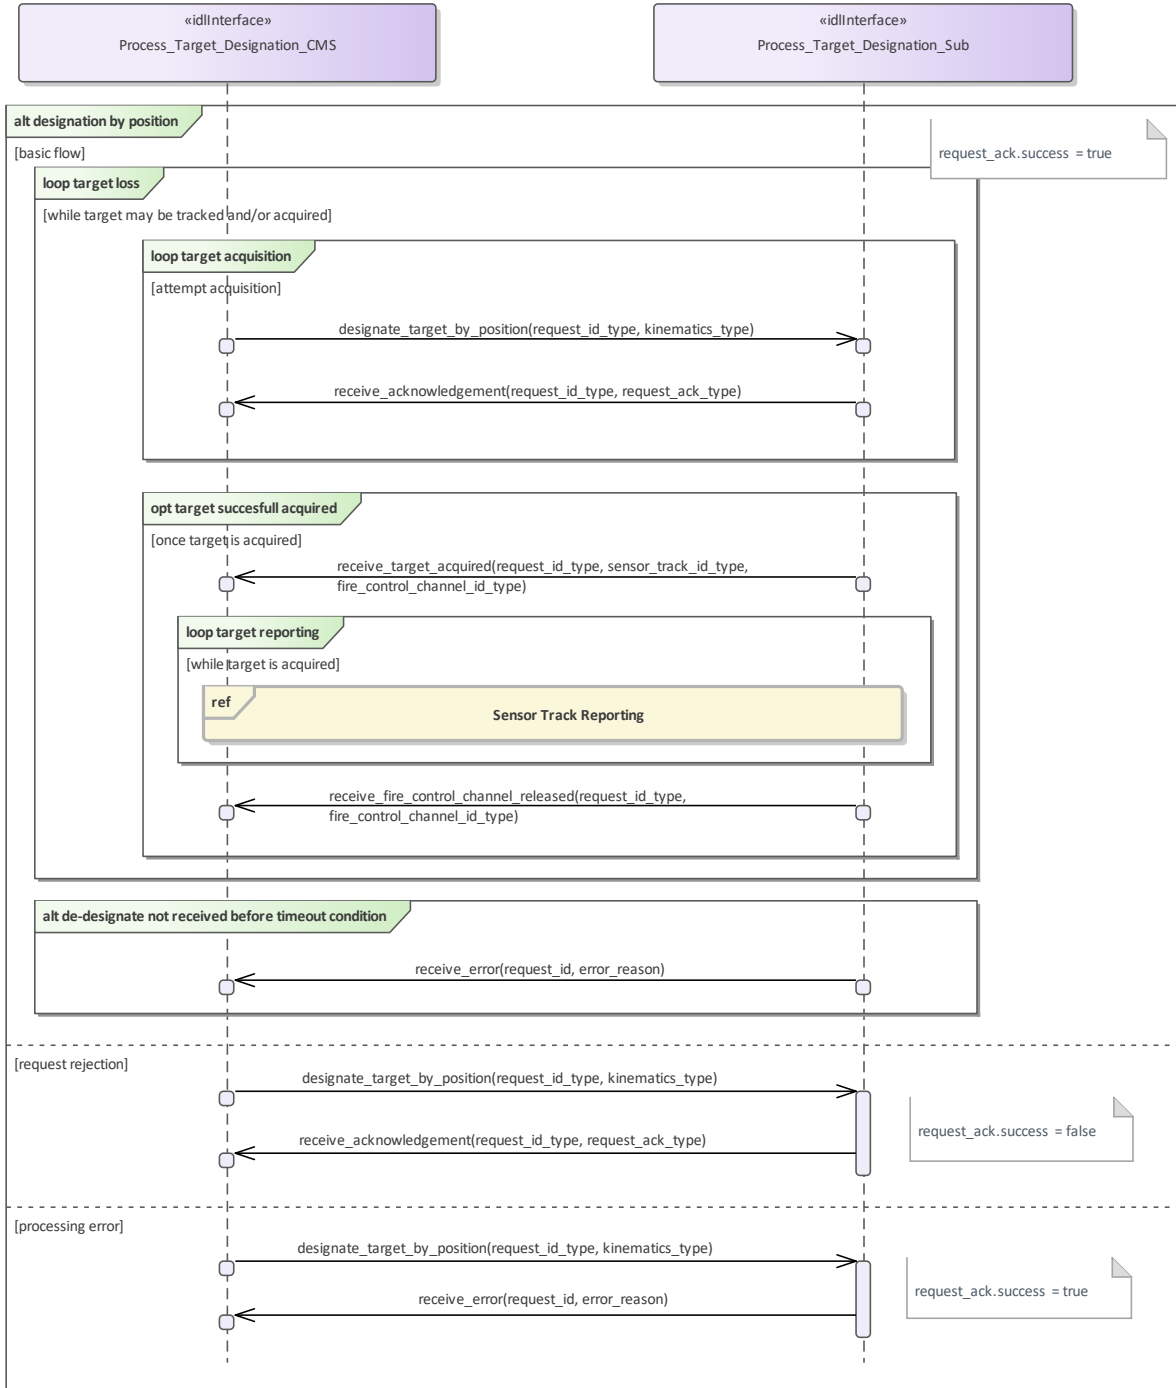 «idlInterface»
Process_Target_Designation_CMS
«idlInterface»
Process_Target_Designation_Sub
alt designation by position
[basic flow]
request_ack.success = true
loop target loss
[while target may be tracked and/or acquired]
loop target acquisition
[attempt acquisition]
designate_target_by_position(request_id_type, kinematics_type)
receive_acknowledgement(request_id_type, request_ack_type)
opt target succesfull acquired
[once target is acquired]
receive_target_acquired(request_id_type, sensor_track_id_type,
fire_control_channel_id_type)
loop target reporting
[while target is acquired]
ref
Sensor Track Reporting
receive_fire_control_channel_released(request_id_type,
fire_control_channel_id_type)
alt de-designate not received before timeout condition
receive_error(request_id, error_reason)
[request rejection]
designate_target_by_position(request_id_type, kinematics_type)
request_ack.success = false
receive_acknowledgement(request_id_type, request_ack_type)
[processing error]
designate_target_by_position(request_id_type, kinematics_type)
request_ack.success = true
receive_error(request_id, error_reason)